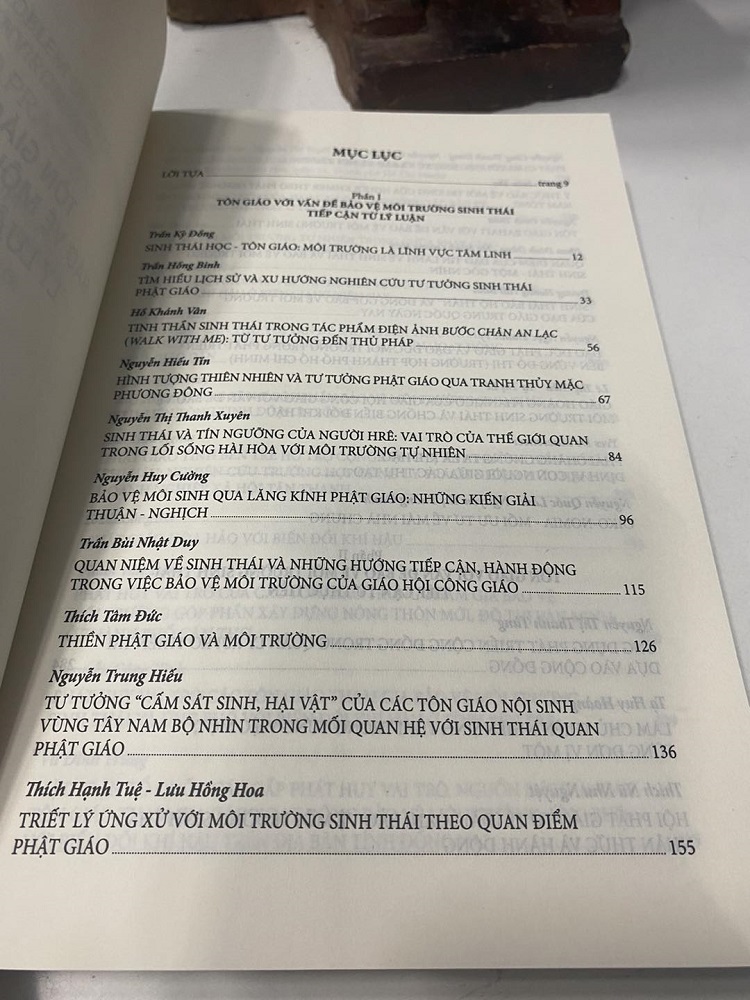 MỤC LỤC
LỜI TỰA trang 9
Phần I
TÔN GIÁO VỚI VẤN ĐỀ BẢO VỆ MÔI TRƯỜNG SINH THÁI
TIẾP CẬN TỪ LÝ LUẬN
Trần Kỳ Đồng
SINH THÁI HỌC - TÔN GIÁO: MÔI TRƯỜNG LÀ LĨNH VỰC TÂM LINH 12
Trần Hồng Bình
TÌM HIỂU LỊCH SỬ VÀ XU HƯỚNG NGHIÊN CỨU TƯ TƯỞNG SINH THÁI
PHẬT GIÁO 33
Hồ Khánh Vân
TINH THẦN SINH THÁI TRONG TÁC PHẨM ĐIỆN ẢNH BƯỚC CHÂN AN LẠC
(WALK WITH ME): TỪ TƯ TƯỞNG ĐẾN THỦ PHÁP 56
Nguyễn Hiếu Tín
HÌNH TƯỢNG THIÊN NHIÊN VÀ TƯ TƯỞNG PHẬT GIÁO QUA TRANH THỦY MẶC
PHƯƠNG ĐÔNG 67
Nguyễn Thị Thanh Xuyên
SINH THÁI VÀ TÍN NGƯỠNG CỦA NGƯỜI HRÊ: VAI TRÒ CỦA THẾ GIỚI QUAN
TRONG LỐI SỐNG HÀI HÒA VỚI MÔI TRƯỜNG TỰ NHIÊN 84
Nguyễn Huy Cường
BẢO VỆ MÔI SINH QUA LĂNG KÍNH PHẬT GIÁO: NHỮNG KIẾN GIẢI
THUẬN - NGHỊCH 96
Trần Bùi Nhật Duy
QUAN NIỆM VỀ SINH THÁI VÀ NHỮNG HƯỚNG TIẾP CẬN, HÀNH ĐỘNG
TRONG VIỆC BẢO VỆ MÔI TRƯỜNG CỦA GIÁO HỘI CÔNG GIÁO 115
Thích Tâm Đức
THIỀN PHẬT GIÁO VÀ MÔI TRƯỜNG 126
Nguyễn Trung Hiếu
TƯ TƯỞNG “CẤM SÁT SINH, HẠI VẬT” CỦA CÁC TÔN GIÁO NỘI SINH
VÙNG TÂY NAM BỘ NHÌN TRONG MỐI QUAN HỆ VỚI SINH THÁI QUAN
PHẬT GIÁO 136
Thích Hạnh Tuệ - Lưu Hồng Hoa
TRIẾT LÝ ỨNG XỬ VỚI MÔI TRƯỜNG SINH THÁI THEO QUAN ĐIỂM
PHẬT GIÁO 155